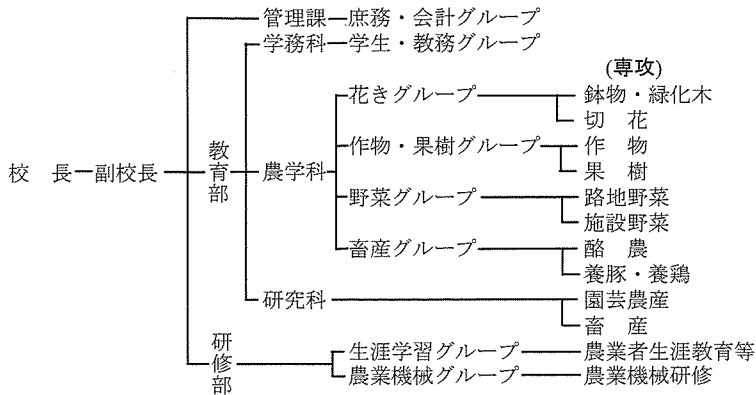 管理課 庶務・会計グループ
学務科 学生・教務グループ
(専攻)
花きグループ 鉢物・緑化木
切 花
作物・果樹グループ 作 物
果 樹
校 長 副校長 教育部 農学科
野菜グループ 路地野菜
施設野菜
畜産グループ 酪 農
養豚・養鶏
研究科 園芸農産
畜 産
研修部
生涯学習グループ 農業者生涯教育等
農業機械グループ 農業機械研修